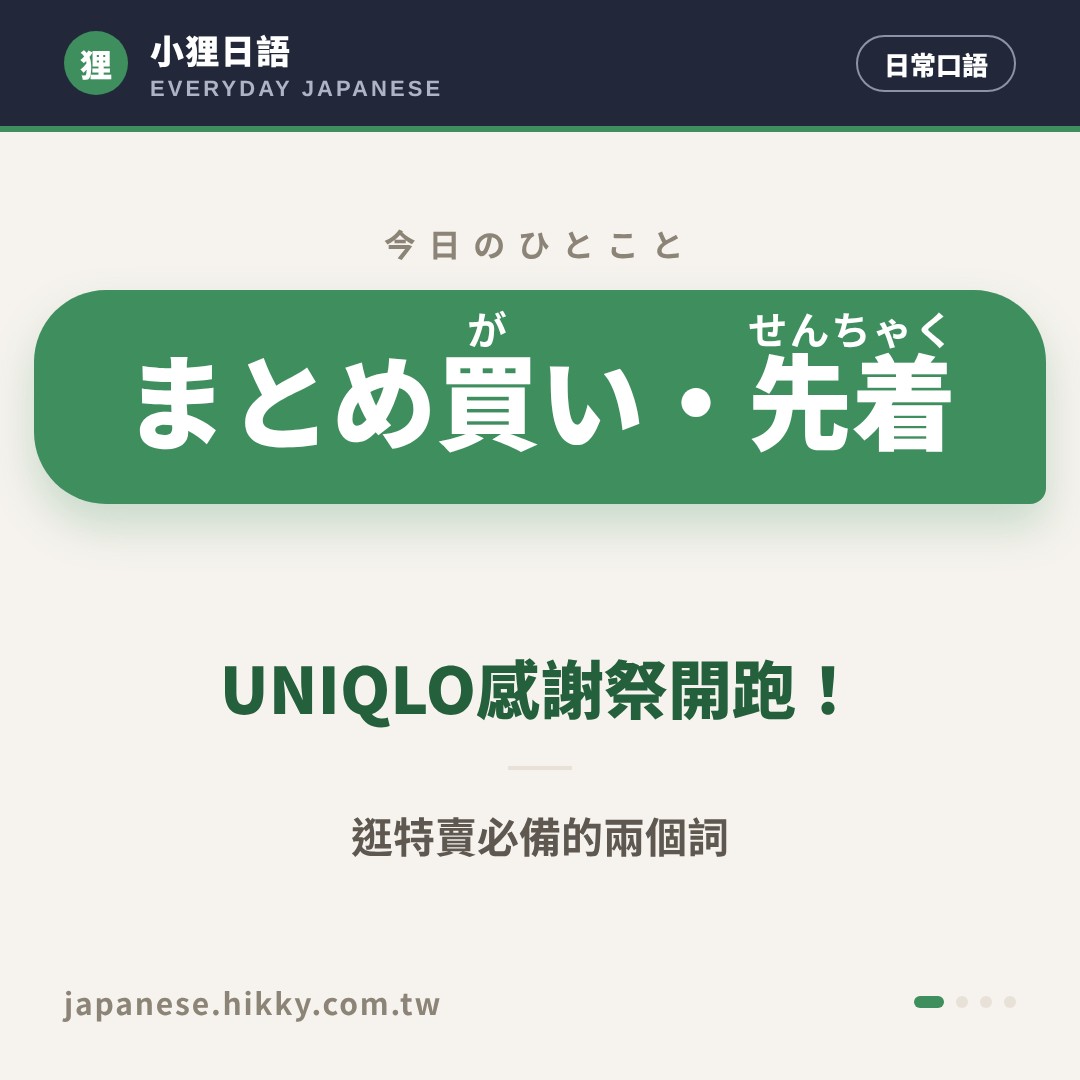 狸
小狸日語
EVERYDAY JAPANESE
日常口語
今日のひとこと
が
せんちゃく
まとめ買い・先着
UNIQLO感謝祭開跑！
逛特賣必備的兩個詞
japanese.hikky.com.tw